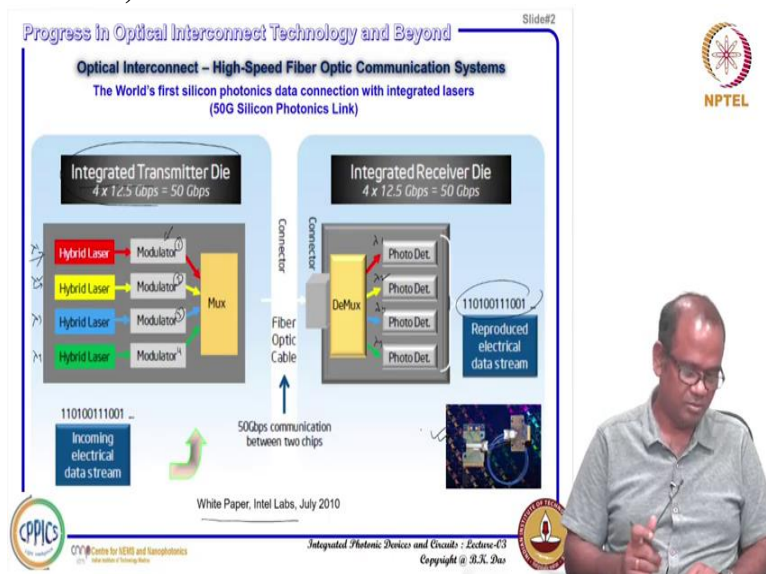 Slide#2
Progress in Optical Interconnect Technology and Beyond
NPTEL
Optical Interconnect – High-Speed Fiber Optic Communication Systems
The World's first silicon photonics data connection with integrated lasers
(50G Silicon Photonics Link)
Integrated Transmitter Die
4 x 12.5 Gbps = 50 Gbps
Integrated Receiver Die
4 x 12.5 Gbps = 50 Gbps
Hybrid Laser
Modulator 1
Hybrid Laser
Modulator 2
Hybrid Laser
Modulator 3
Hybrid Laser
Modulator 4
Mux
Connector
Connector
Fiber
Optic
Cable
DeMux
Photo Det.
Photo Det.
Photo Det.
Photo Det.
110100111001
Reproduced
electrical
data stream
110100111001 ...
Incoming
electrical
data stream
50Gbps communication
between two chips
White Paper, Intel Labs, July 2010
CPPICS
Centre for NEMS and Nanophotonics
Integrated Photonic Devices and Circuits : Lecture-03
Copyright @ B.K. Das